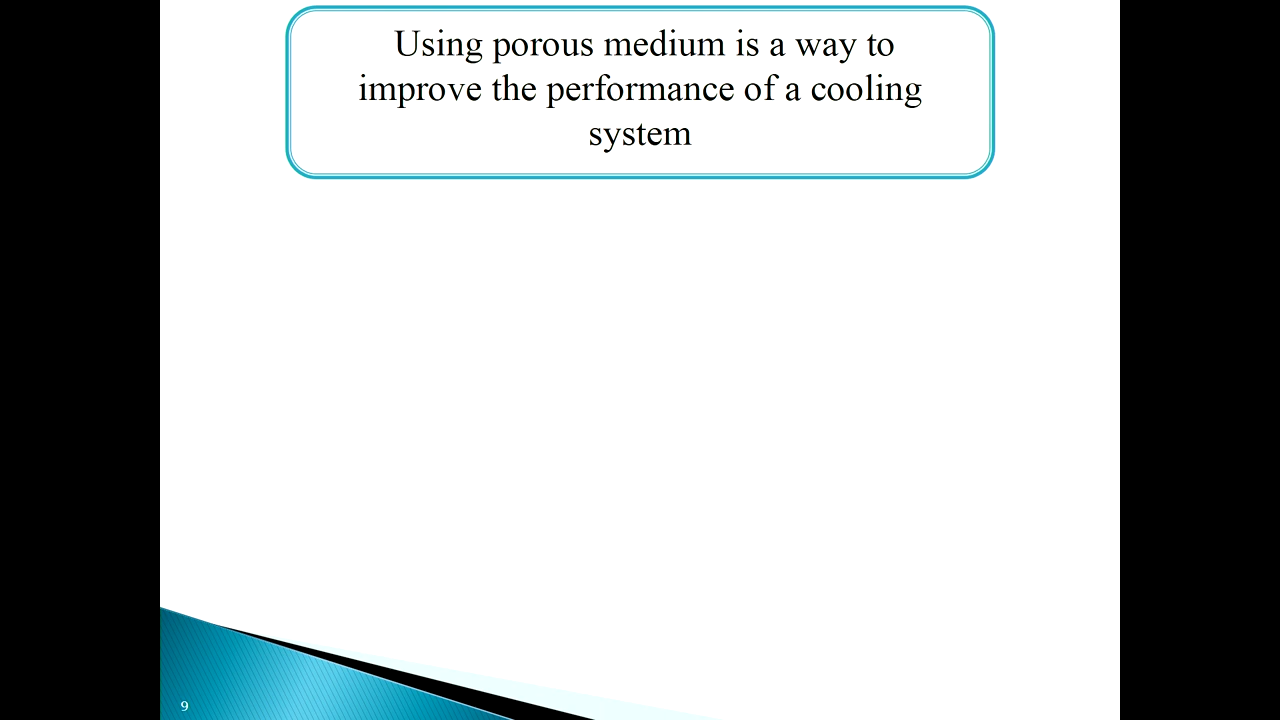 Using porous medium is a way to
improve the performance of a cooling
system
9